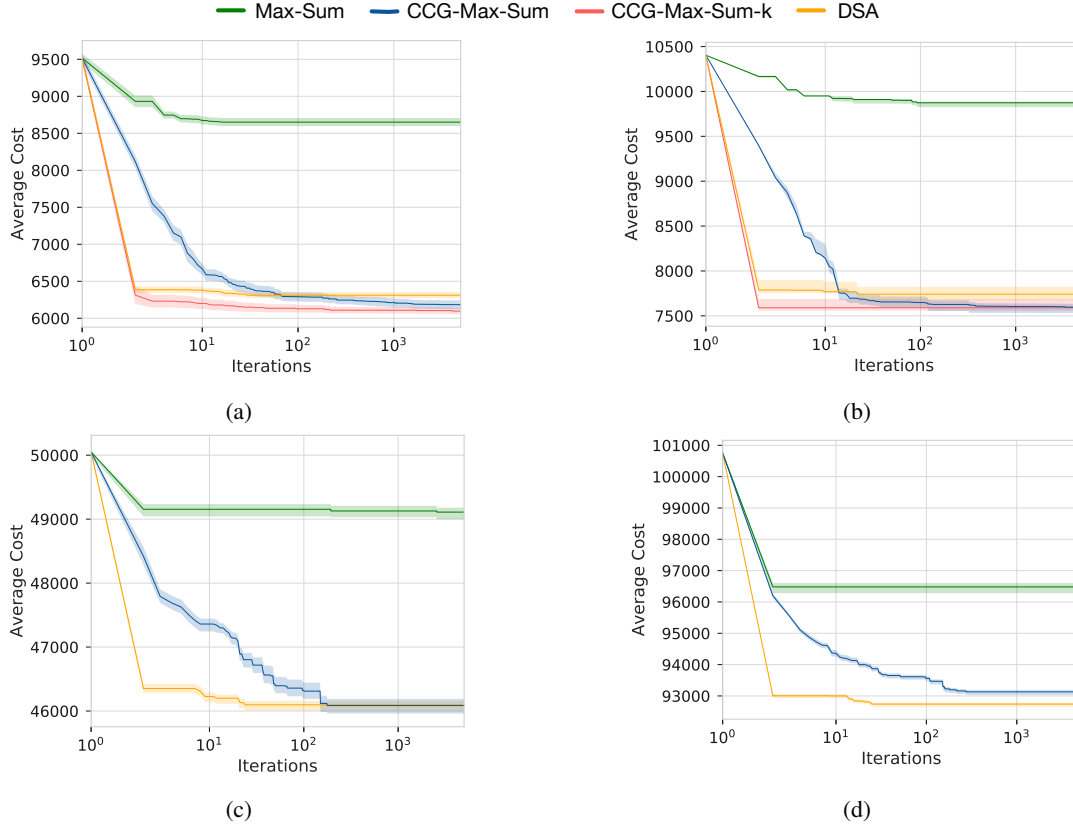 Max-Sum CCG-Max-Sum CCG-Max-Sum-k DSA
9500
9000
8500
8000
7500
7000
6500
6000
Average Cost
10^0 10^1 10^2 10^3
Iterations
(a)
10500
10000
9500
9000
8500
8000
7500
Average Cost
10^0 10^1 10^2 10^3
Iterations
(b)
50000
49000
48000
47000
46000
Average Cost
10^0 10^1 10^2 10^3
Iterations
(c)
101000
100000
99000
98000
97000
96000
95000
94000
93000
Average Cost
10^0 10^1 10^2 10^3
Iterations
(d)